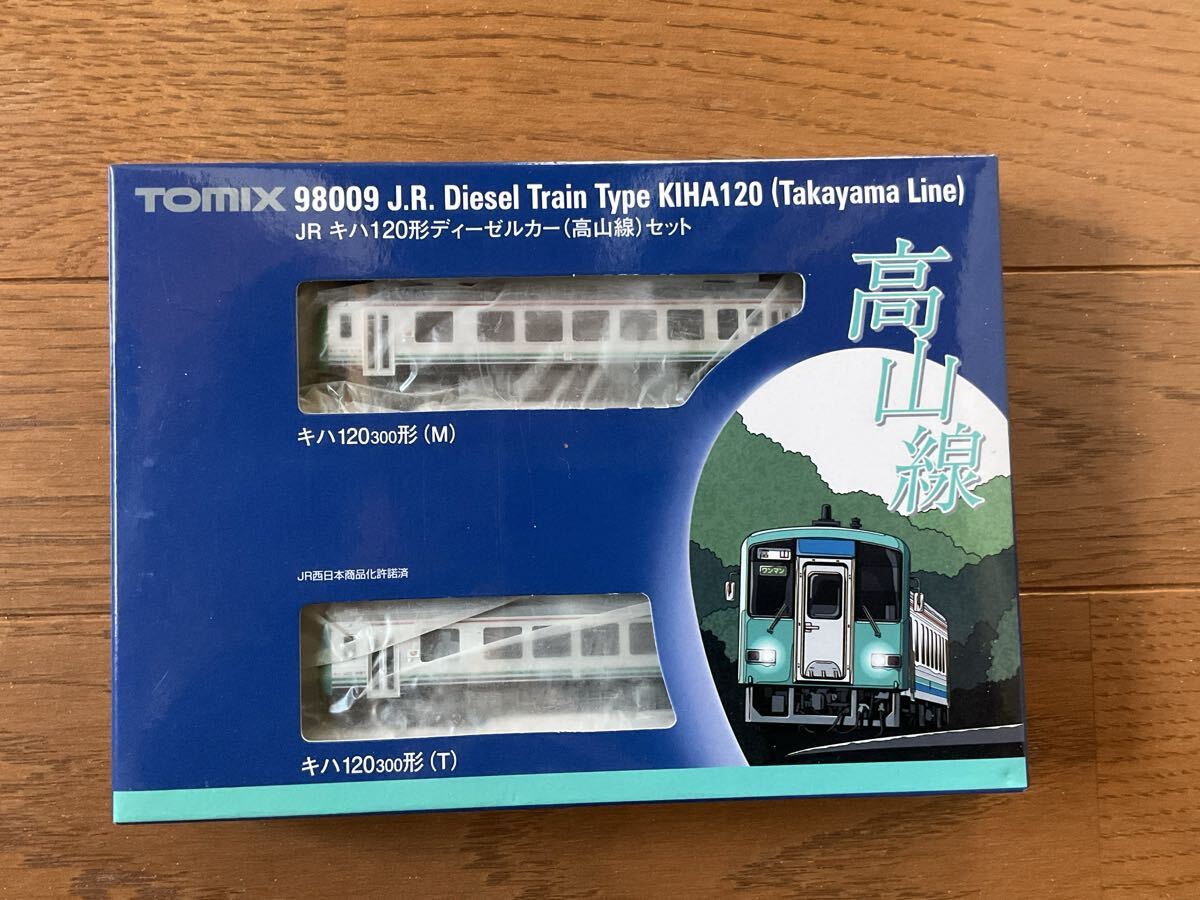 TOMIX 98009 J.R. Diesel Train Type KIHA120 (Takayama Line)
JR キハ120形ディーゼルカー(高山線)セット
高山線
キハ120300形(M)
JR西日本商品化許諾済
キハ120300形(T)
ワンマン